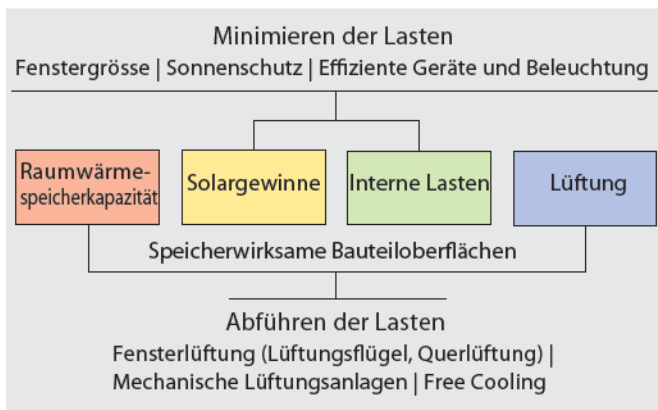 Minimieren der Lasten
Fenstergrösse | Sonnenschutz | Effiziente Geräte und Beleuchtung
Raumwärme-
speicherkapazität
Solargewinne
Interne Lasten
Lüftung
Speicherwirksame Bauteiloberflächen
Abführen der Lasten
Fensterlüftung (Lüftungsflügel, Querlüftung) |
Mechanische Lüftungsanlagen | Free Cooling